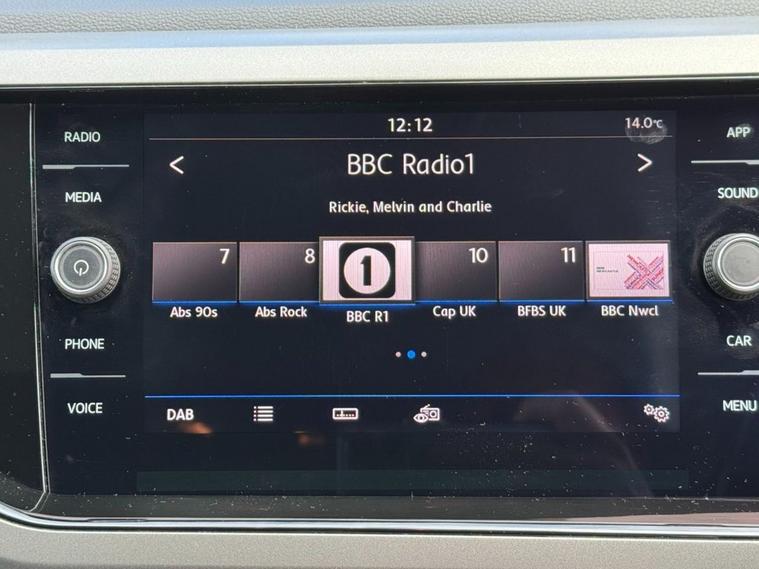 12:12
14.0°C
RADIO
APP
BBC Radio1
MEDIA
SOUND
Rickie, Melvin and Charlie
7
8
1
10
11
Abs 90s
Abs Rock
BBC R1
Cap UK
BFBS UK
BBC Nwcl
PHONE
CAR
VOICE
DAB
MENU